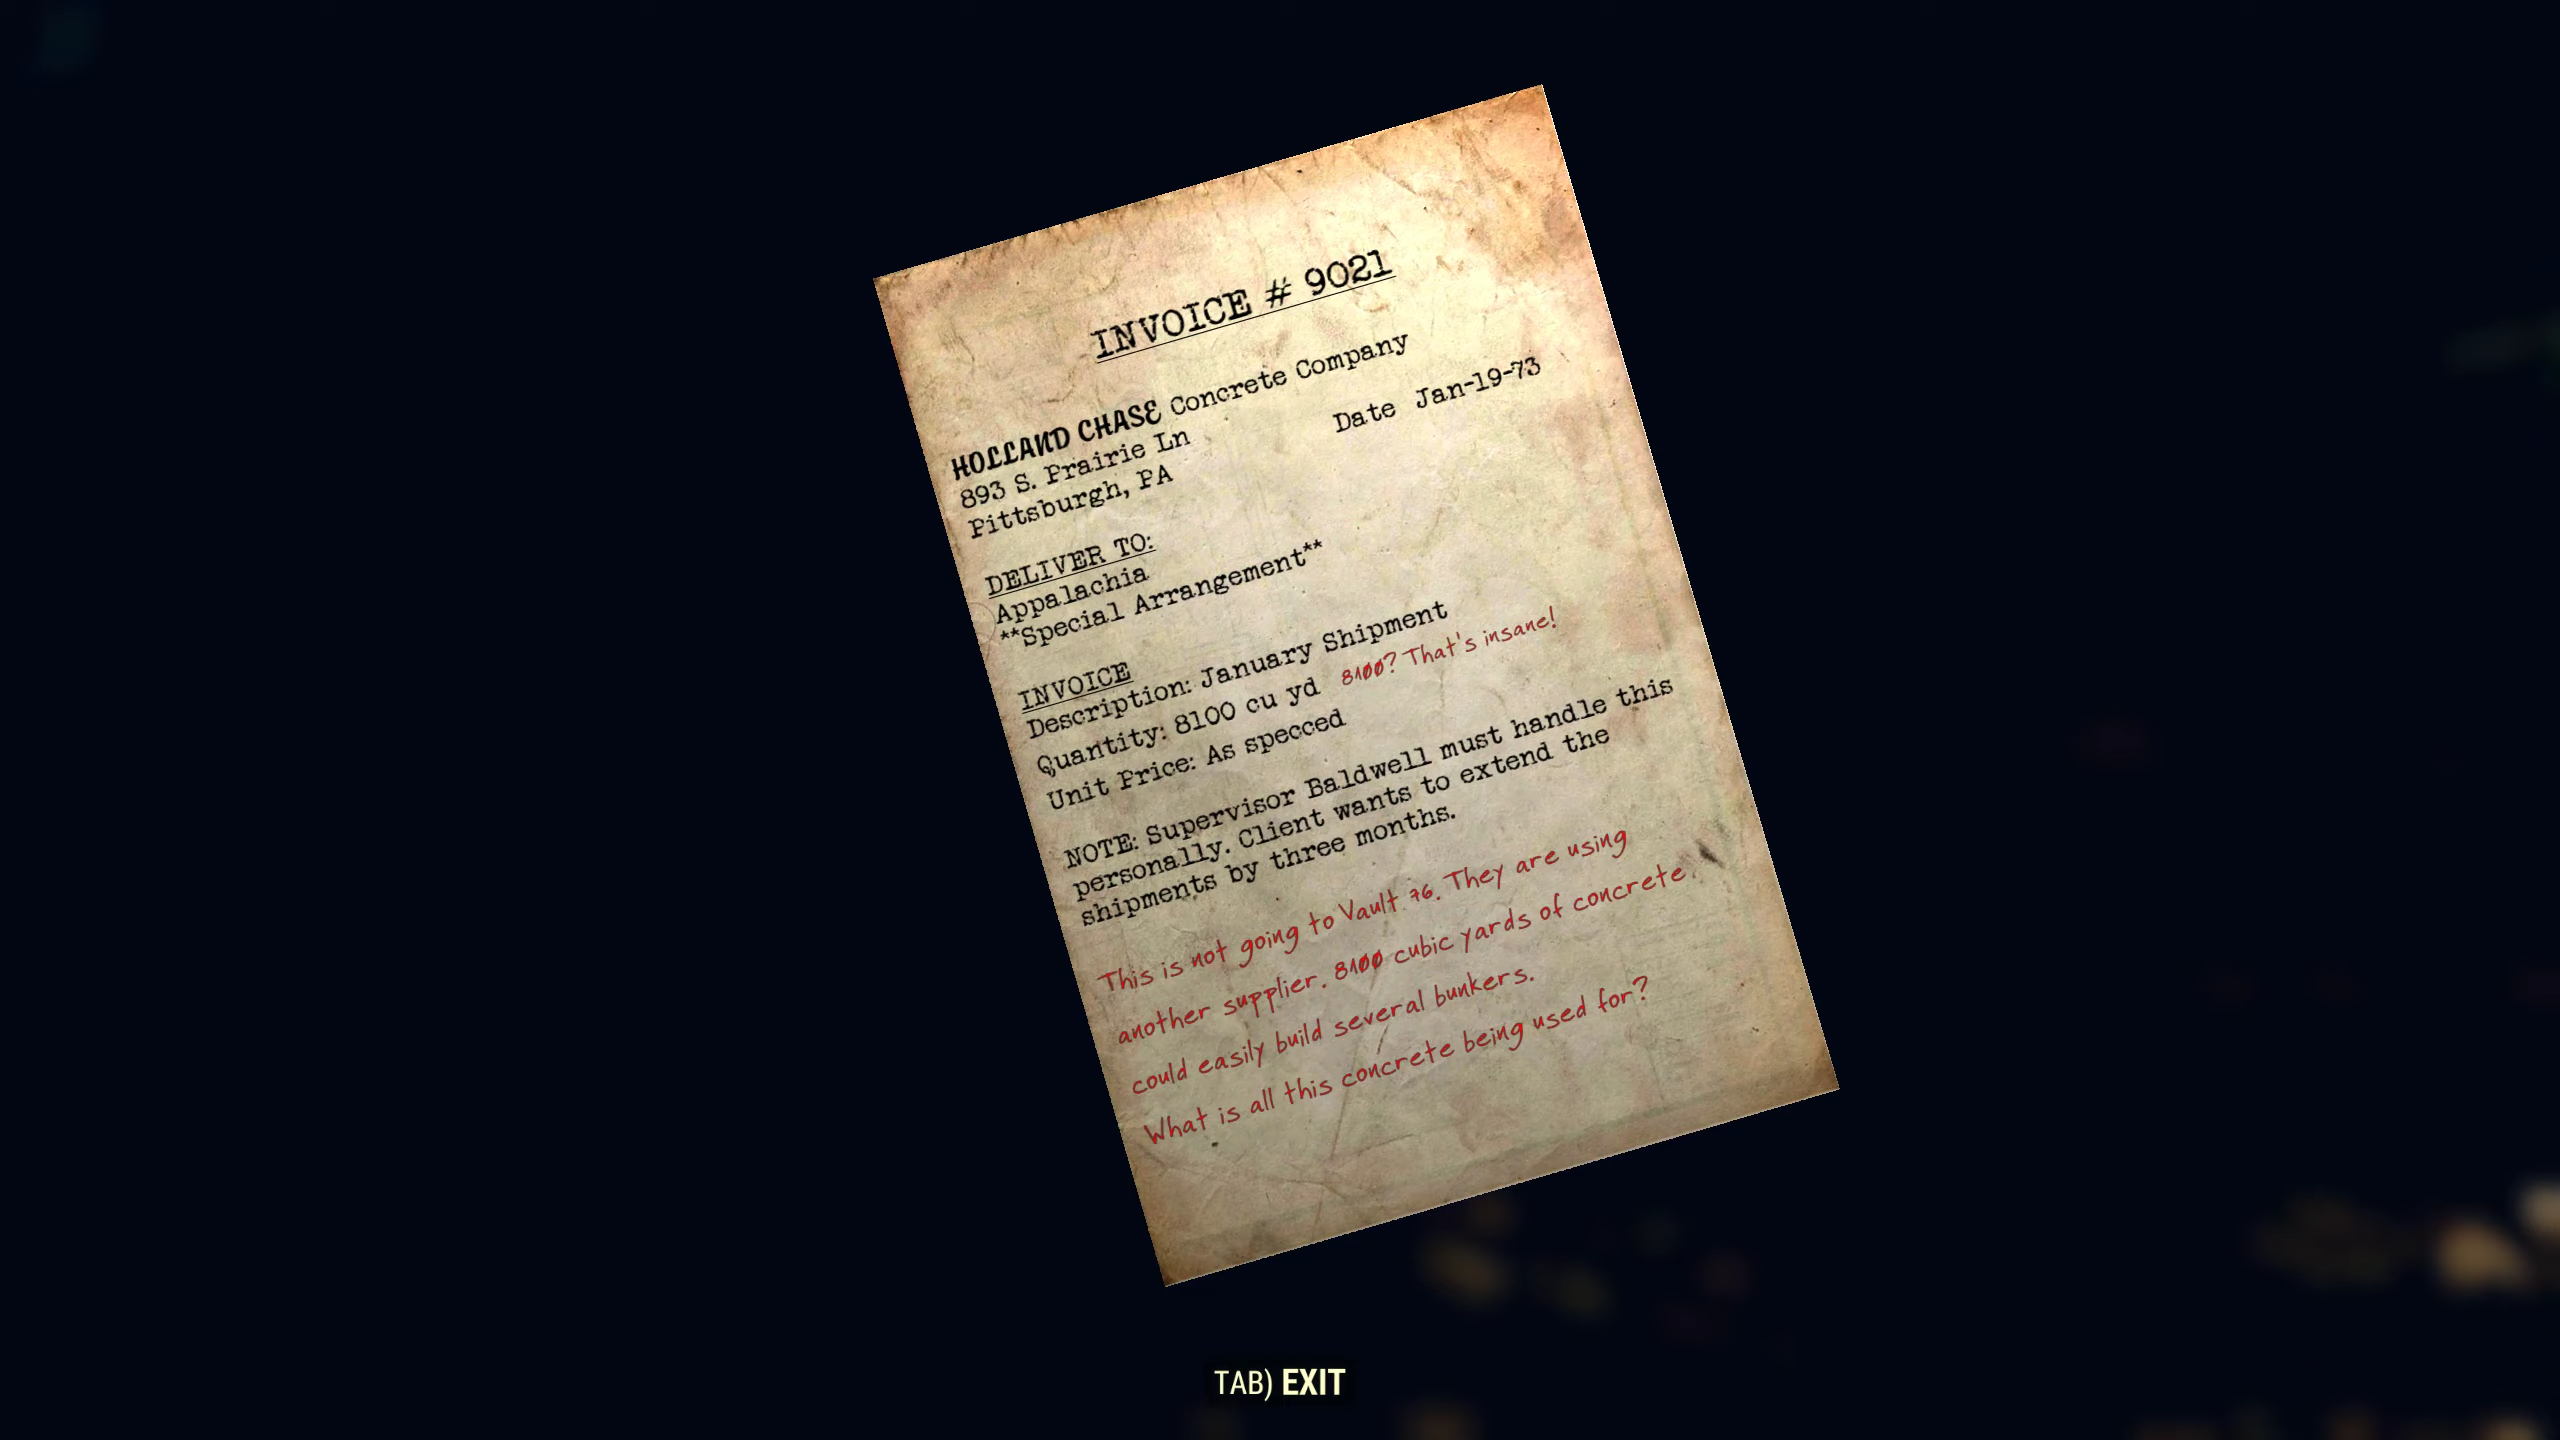 INVOICE # 9021
HOLLAND CHASE Concrete Company
893 S. Prairie Ln
Date Jan-19-73
Pittsburgh, PA
DELIVER TO:
Appalachia
**Special Arrangement**
INVOICE
Description: January Shipment
Quantity: 8100 cu yd 8100? That's insane!
Unit Price: As specced
NOTE: Supervisor Baldwell must handle this
personally. Client wants to extend the
shipments by three months.
This is not going to Vault 76. They are using
another supplier. 8100 cubic yards of concrete
could easily build several bunkers.
What is all this concrete being used for?
TAB) EXIT